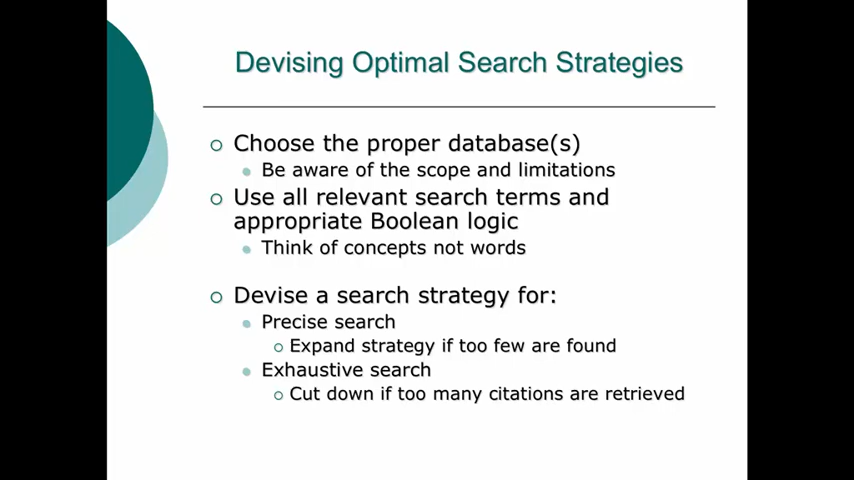 Devising Optimal Search Strategies
Choose the proper database(s)
Be aware of the scope and limitations
Use all relevant search terms and
appropriate Boolean logic
Think of concepts not words
Devise a search strategy for:
Precise search
Expand strategy if too few are found
Exhaustive search
Cut down if too many citations are retrieved